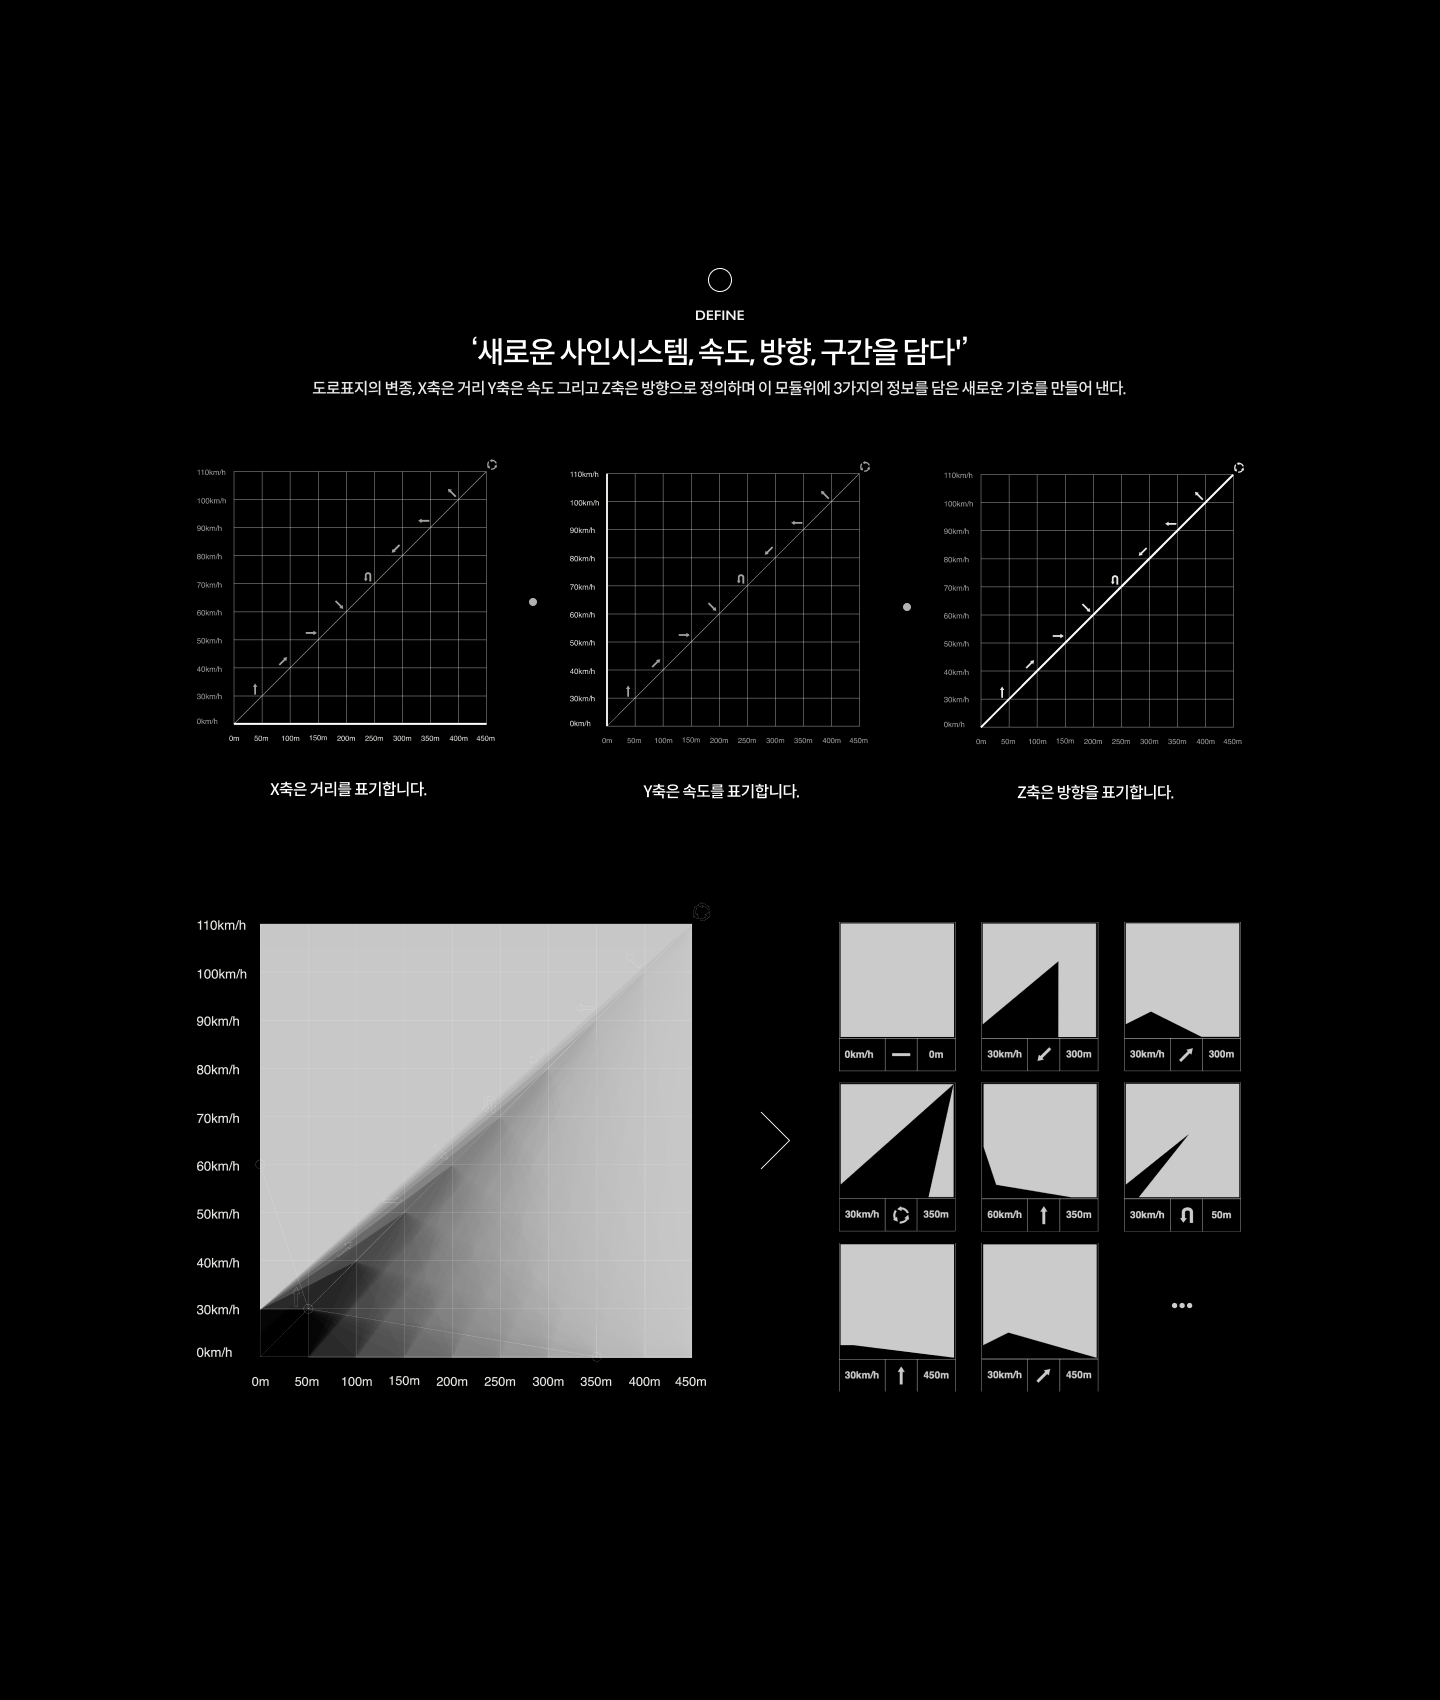 DEFINE
‘새로운 사인시스템, 속도, 방향, 구간을 담다'’
도로표지의 변종, X축은 거리 Y축은 속도 그리고 Z축은 방향으로 정의하며 이 모듈위에 3가지의 정보를 담은 새로운 기호를 만들어 낸다.
110km/h
100km/h
90km/h
80km/h
70km/h
60km/h
50km/h
40km/h
30km/h
0km/h
0m 50m 100m 150m 200m 250m 300m 350m 400m 450m
X축은 거리를 표기합니다.
110km/h
100km/h
90km/h
80km/h
70km/h
60km/h
50km/h
40km/h
30km/h
0km/h
0m 50m 100m 150m 200m 250m 300m 350m 400m 450m
Y축은 속도를 표기합니다.
110km/h
100km/h
90km/h
80km/h
70km/h
60km/h
50km/h
40km/h
30km/h
0km/h
0m 50m 100m 150m 200m 250m 300m 350m 400m 450m
Z축은 방향을 표기합니다.
110km/h
100km/h
90km/h
80km/h
70km/h
60km/h
50km/h
40km/h
30km/h
0km/h
0m 50m 100m 150m 200m 250m 300m 350m 400m 450m
0km/h 0m
30km/h 300m
30km/h 300m
30km/h 350m
60km/h 350m
30km/h 50m
30km/h 450m
30km/h 450m